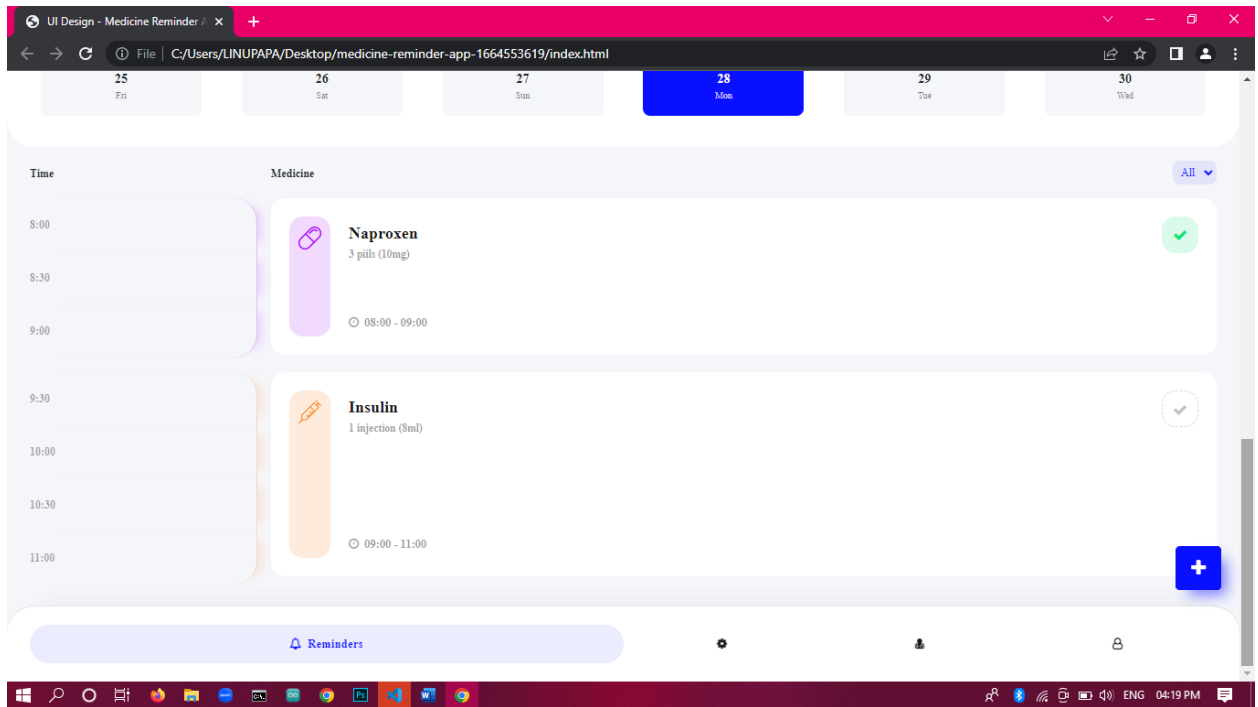 UI Design - Medicine Reminder A
File | C:/Users/LINUPAPA/Desktop/medicine-reminder-app-1664553619/index.html
25 26 27 28 29 30
Fri Sat Sun Mon Tue Wed
Time Medicine All
8:00
8:30
9:00
Naproxen
3 piils (10mg)
08:00 - 09:00
9:30
10:00
10:30
11:00
Insulin
1 injection (8ml)
09:00 - 11:00
Reminders
Ps W ENG 04:19 PM